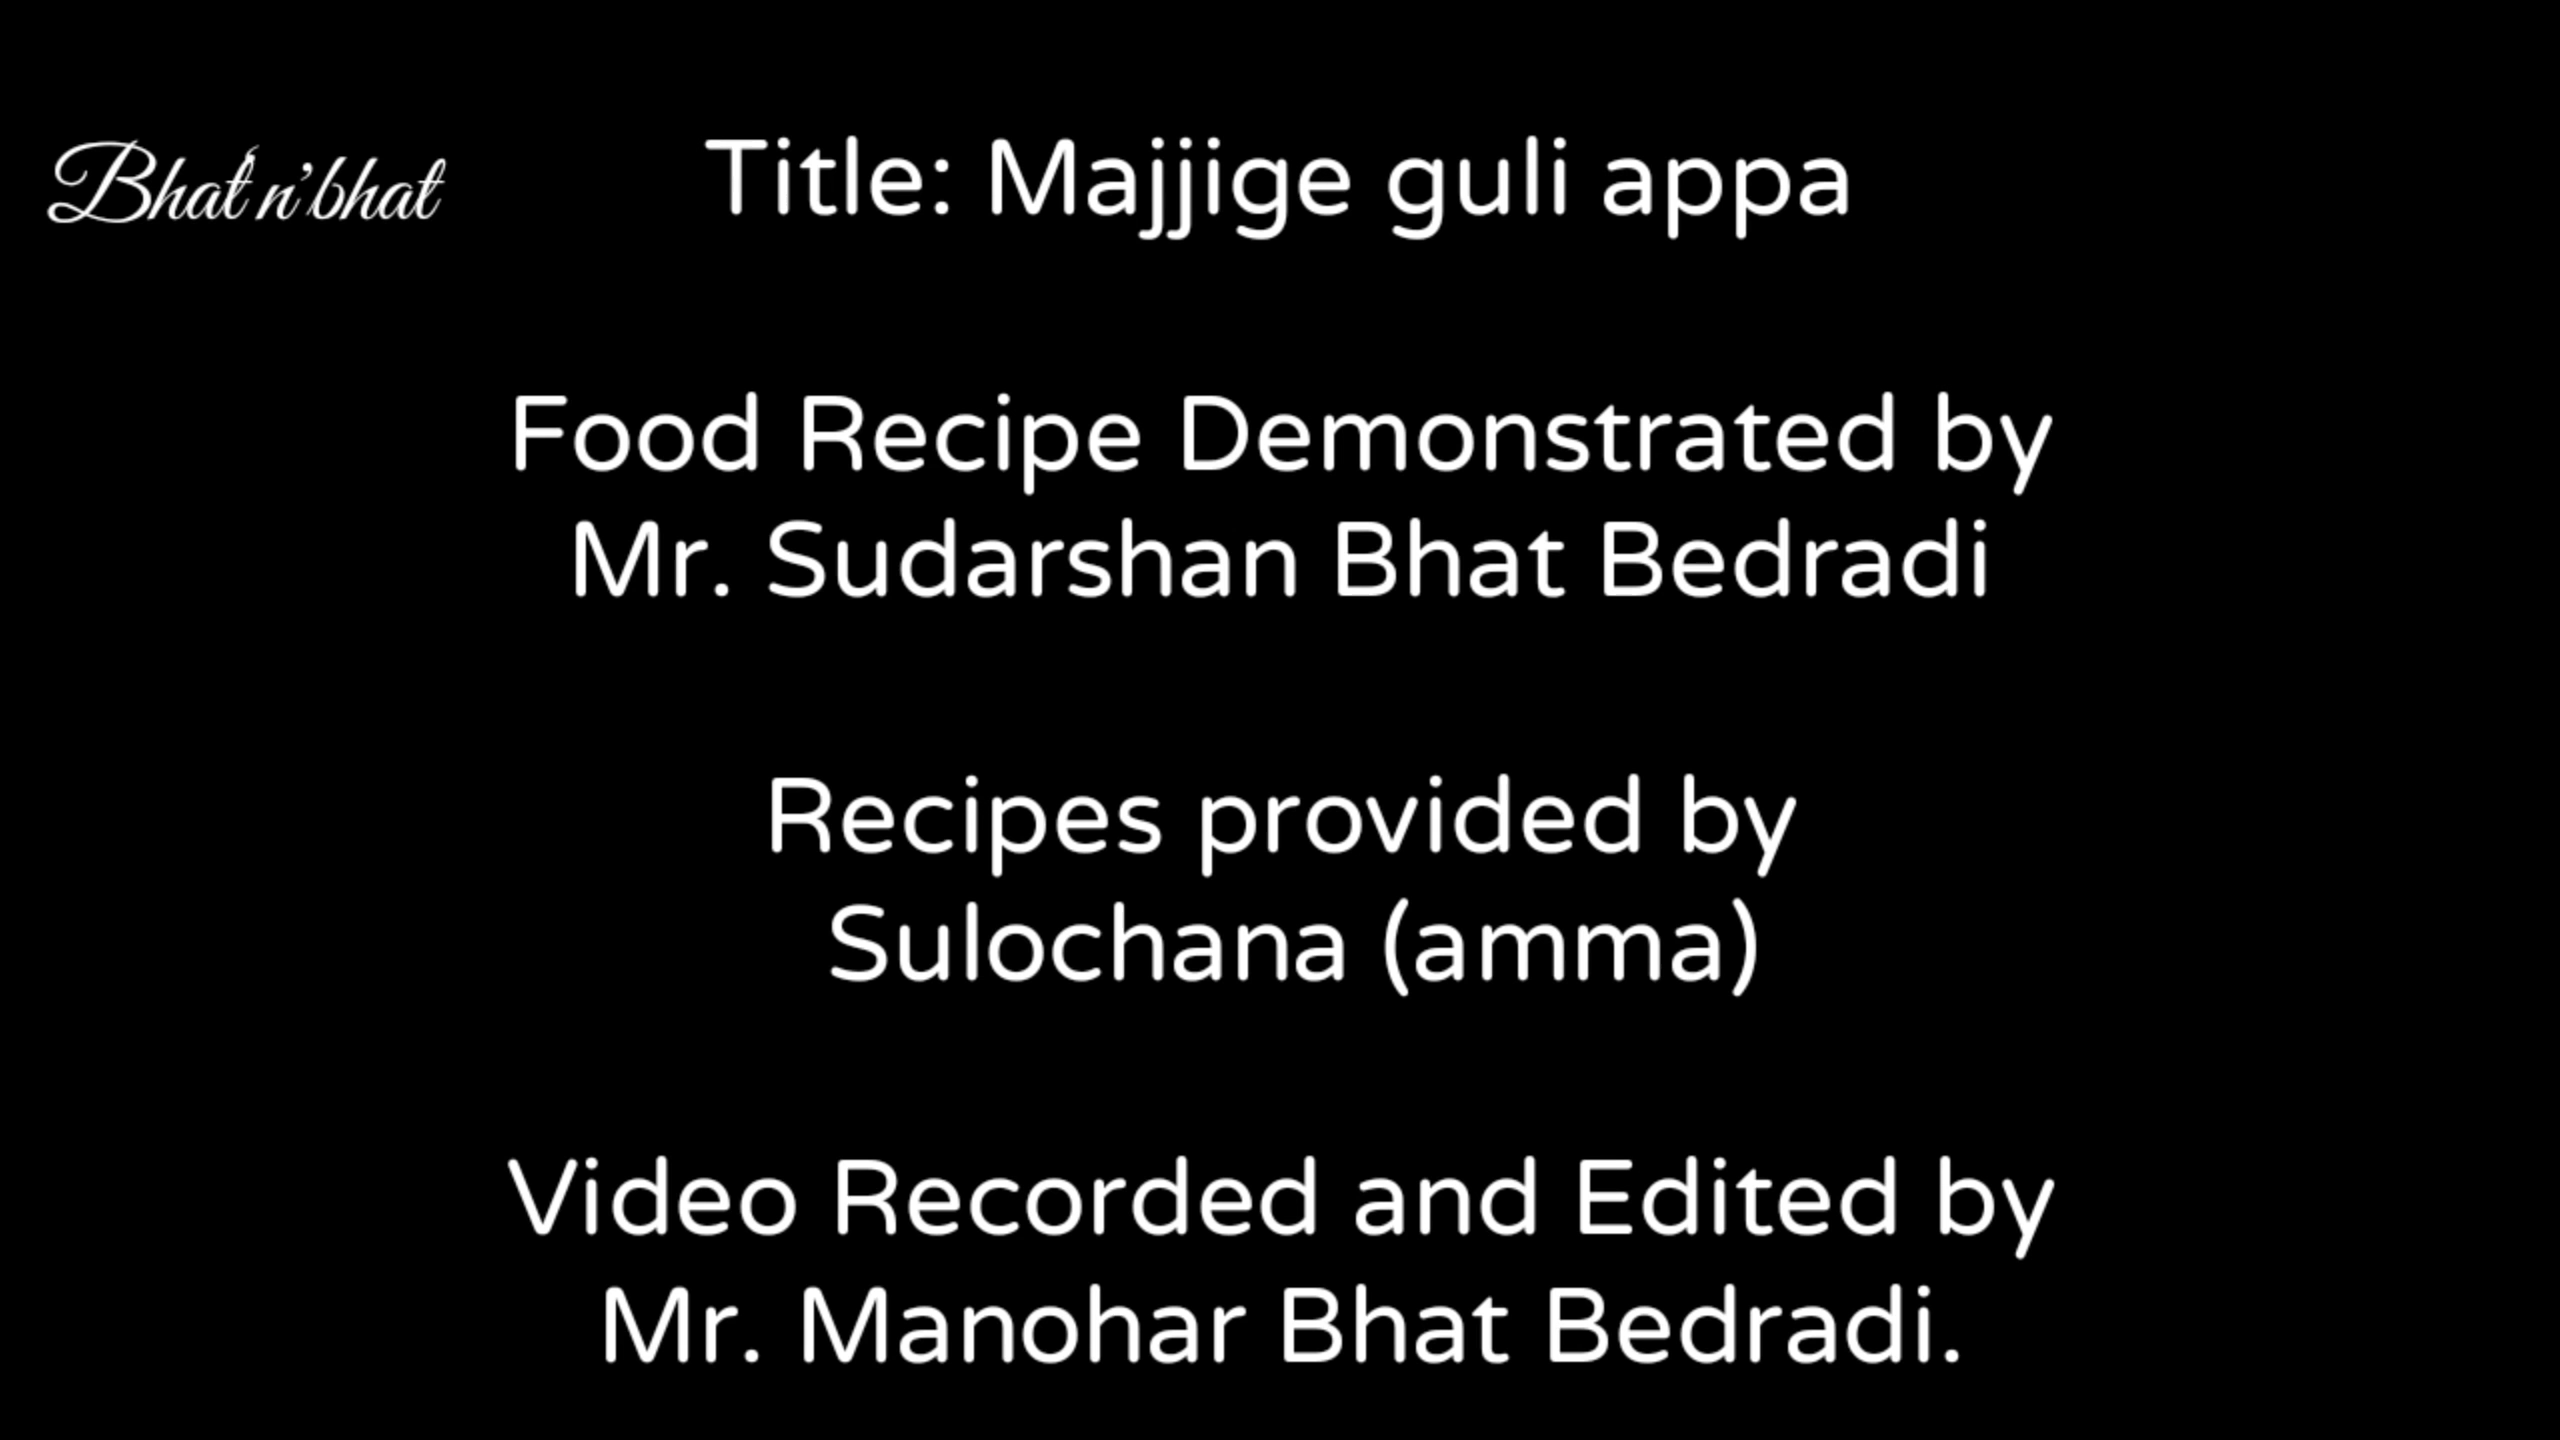 Bhat n' bhat
Title: Majjige guli appa
Food Recipe Demonstrated by
Mr. Sudarshan Bhat Bedradi
Recipes provided by
Sulochana (amma)
Video Recorded and Edited by
Mr. Manohar Bhat Bedradi.